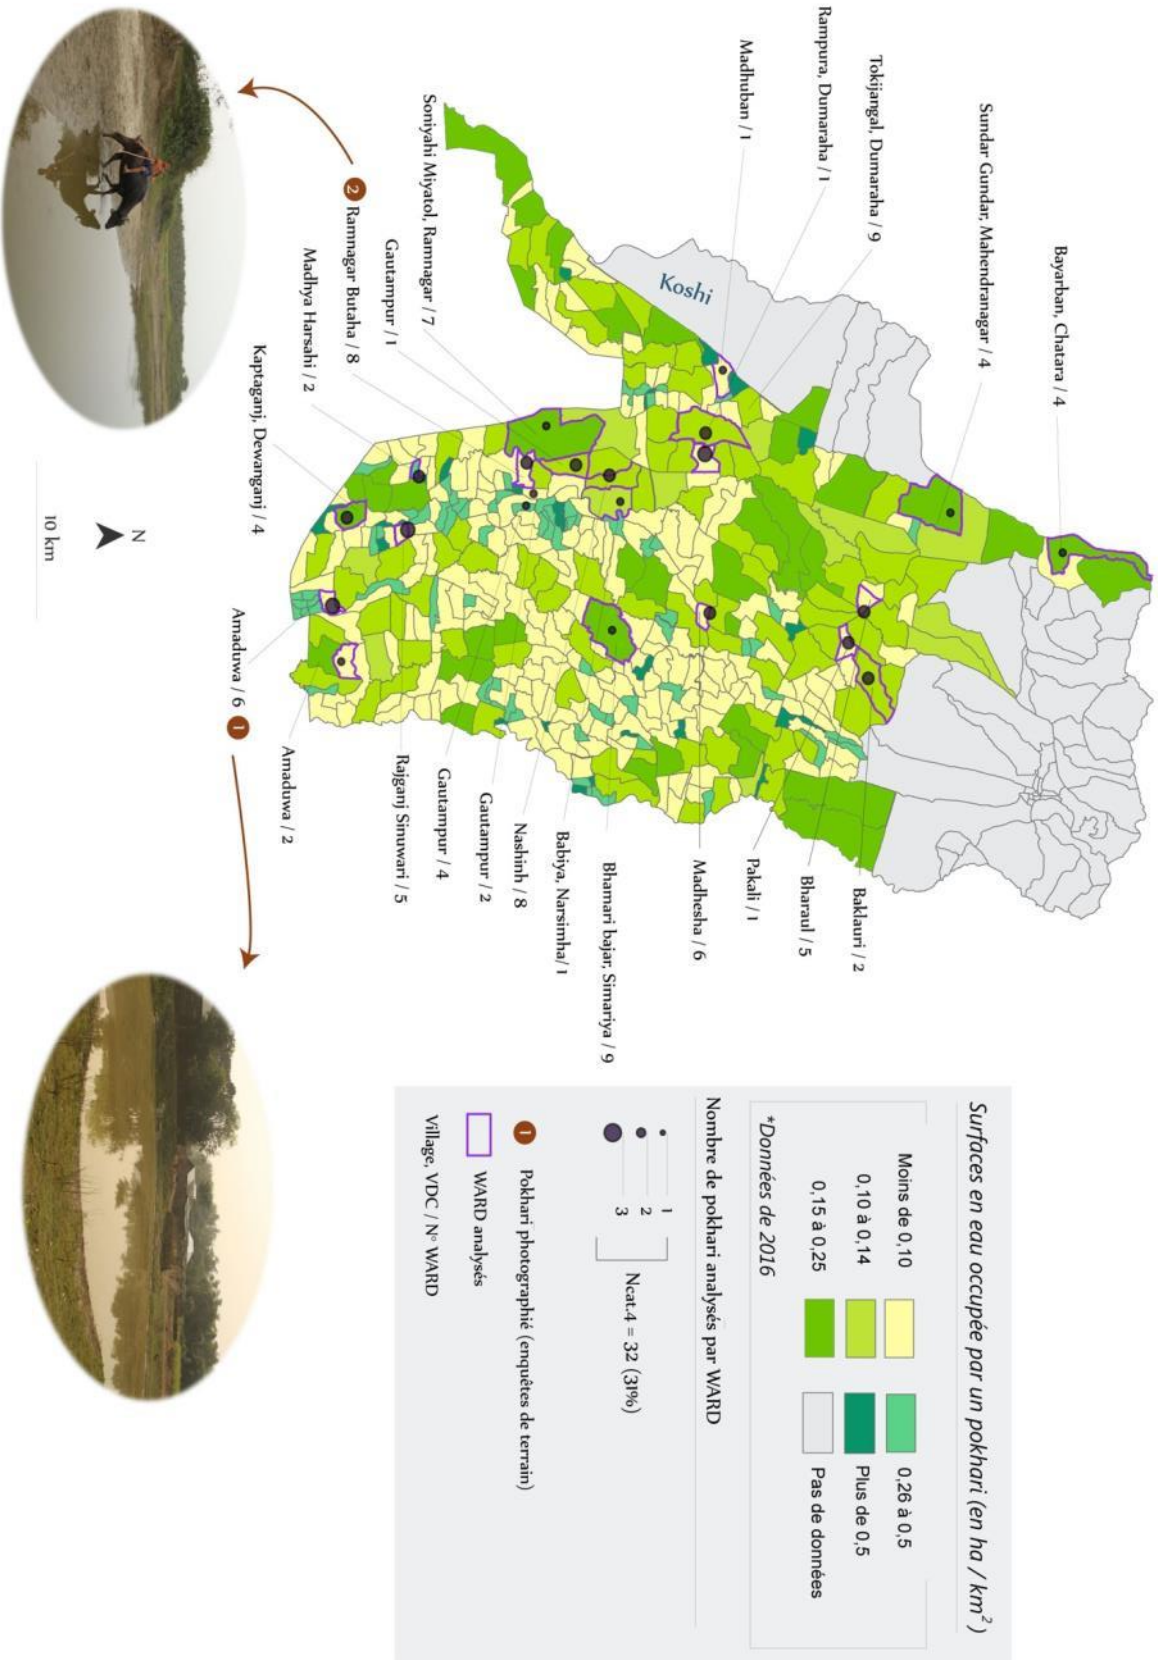 Rampura, Dumaraha / 1
Tokijangal, Dumaraha / 9
Sundar Gundar, Mahendranagar / 4
Bayarban, Chatara / 4
Madhuban / 1
Koshi
Soniyahi Miyatol, Ramnagar / 7
Gautampur / 1
2 Ramnagar Butaha / 8
Madhya Harsahi / 2
Kaptaganj, Dewanganj / 4
Amaduwa / 6 1
Amaduwa / 2
Rajganj Sinuwari / 5
Gautampur / 4
Gautampur / 2
Nashinh / 8
Babiya, Narsimha/ 1
Bhamari bajar, Simariya / 9
Madhesha / 6
Pakali / 1
Bharaul / 5
Baklauri / 2
N
10 km
Surfaces en eau occupée par un pokhari (en ha / km²)
Moins de 0,10
0,10 à 0,14
0,15 à 0,25
0,26 à 0,5
Plus de 0,5
Pas de données
*Données de 2016
Nombre de pokhari analysés par WARD
1
2
3
Ncat.4 = 32 (31%)
1 Pokhari photographié (enquêtes de terrain)
WARD analysés
Village, VDC / N° WARD